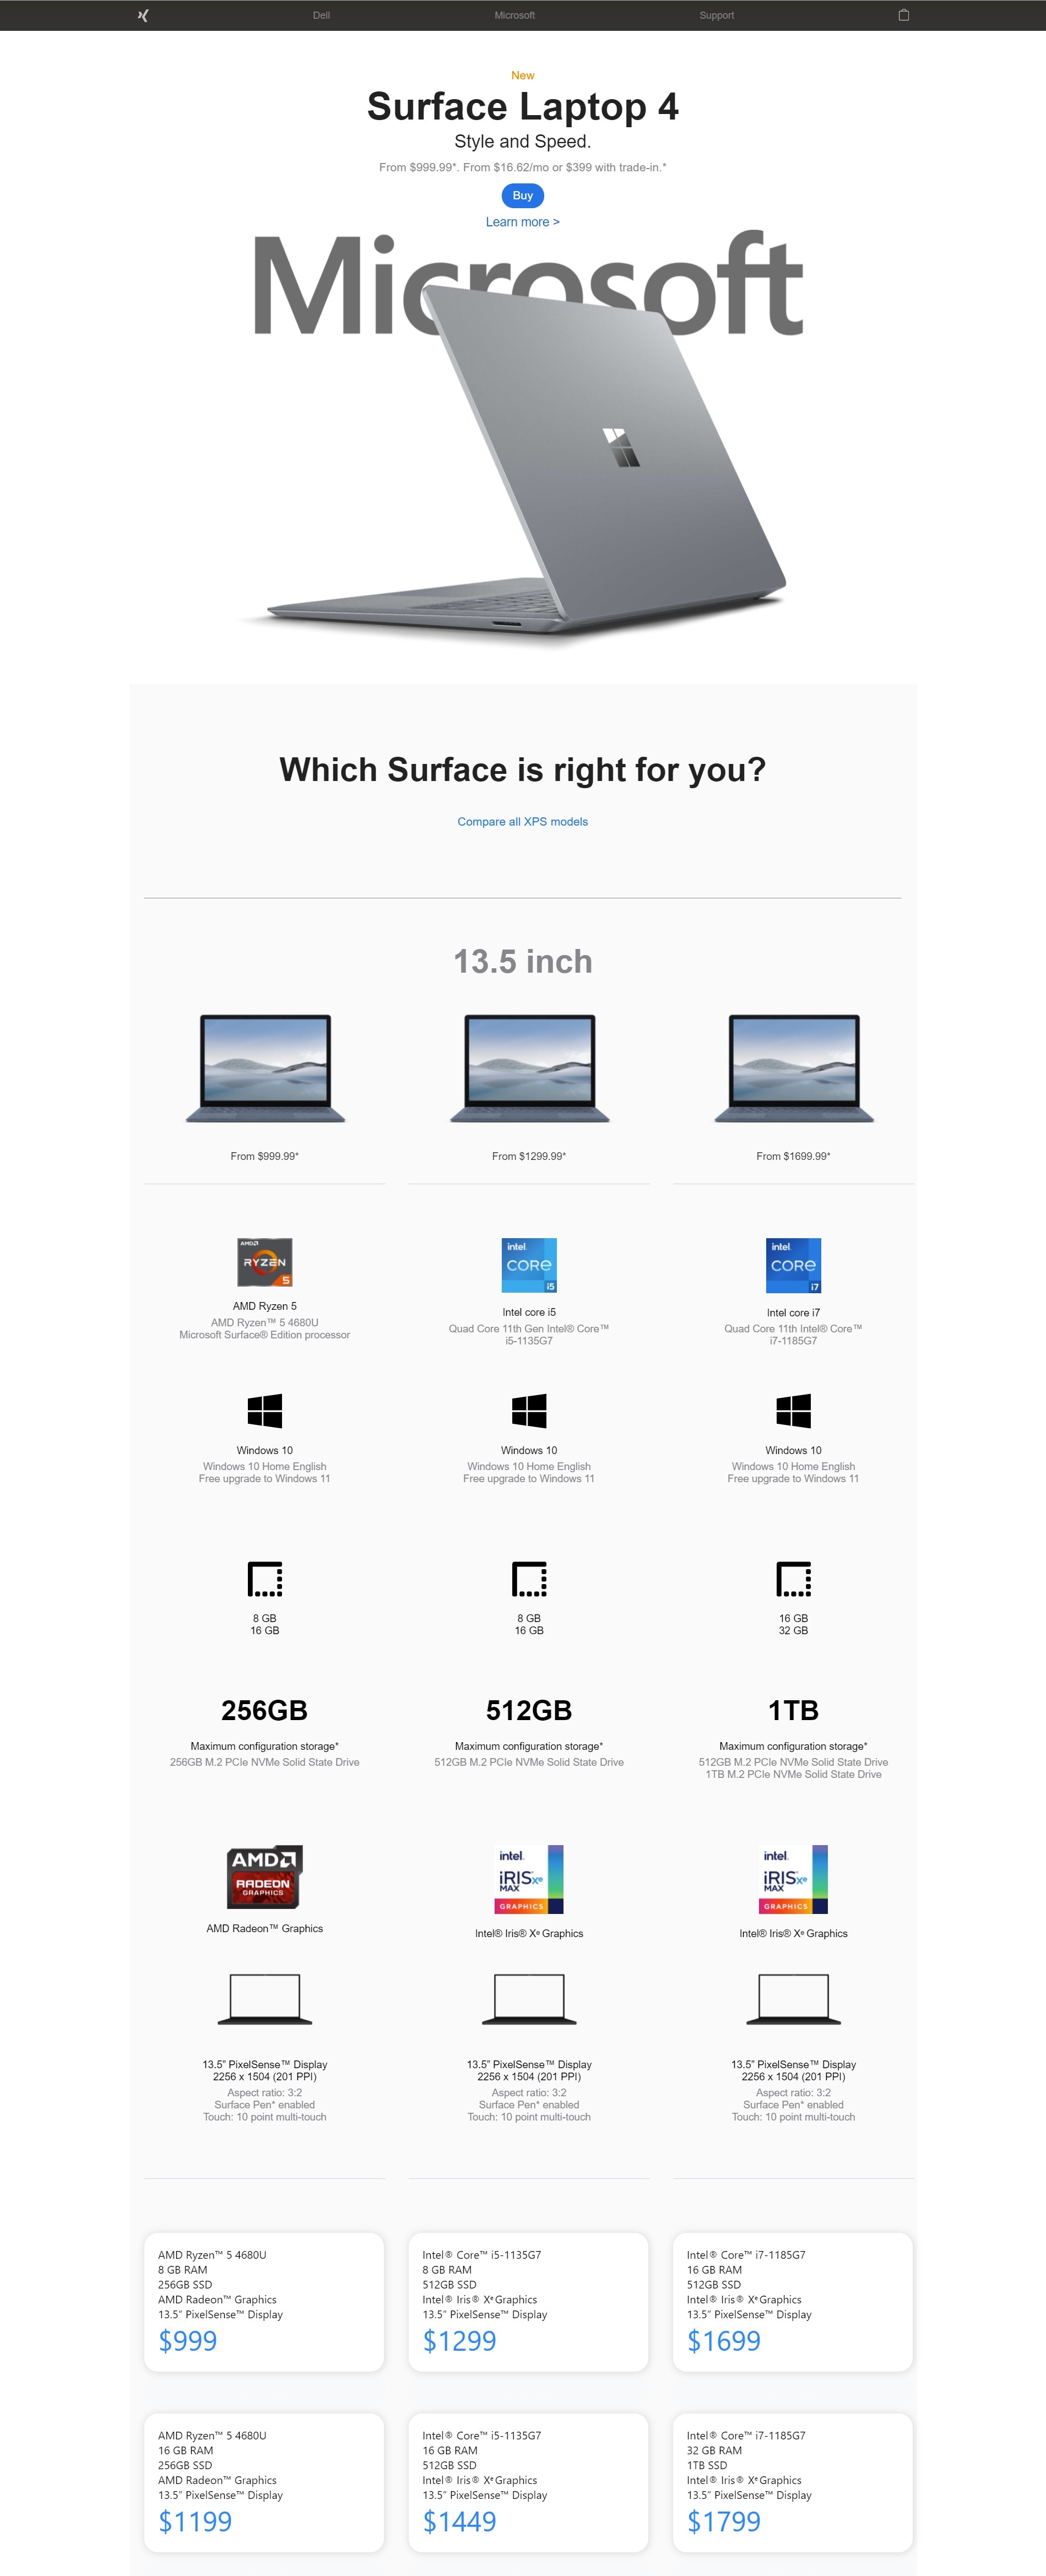 Dell
Microsoft
Support
New
Surface Laptop 4
Style and Speed.
From $999.99*. From $16.62/mo or $399 with trade-in.*
Buy
Learn more >
Microsoft
Which Surface is right for you?
Compare all XPS models
13.5 inch
From $999.99*
From $1299.99*
From $1699.99*
AMD
RYZEN
5
intel.
CORE
i5
intel.
CORE
i7
AMD Ryzen 5
AMD Ryzen™ 5 4680U
Microsoft Surface® Edition processor
Intel core i5
Quad Core 11th Gen Intel® Core™
i5-1135G7
Intel core i7
Quad Core 11th Intel® Core™
i7-1185G7
Windows 10
Windows 10 Home English
Free upgrade to Windows 11
Windows 10
Windows 10 Home English
Free upgrade to Windows 11
Windows 10
Windows 10 Home English
Free upgrade to Windows 11
8 GB
16 GB
8 GB
16 GB
16 GB
32 GB
256GB
Maximum configuration storage*
256GB M.2 PCIe NVMe Solid State Drive
512GB
Maximum configuration storage*
512GB M.2 PCIe NVMe Solid State Drive
1TB
Maximum configuration storage*
512GB M.2 PCIe NVMe Solid State Drive
1TB M.2 PCIe NVMe Solid State Drive
AMD
RADEON
GRAPHICS
intel.
iRIS Xe
MAX
GRAPHICS
intel.
iRIS Xe
MAX
GRAPHICS
AMD Radeon™ Graphics
Intel® Iris® Xe Graphics
Intel® Iris® Xe Graphics
13.5” PixelSense™ Display
2256 x 1504 (201 PPI)
Aspect ratio: 3:2
Surface Pen* enabled
Touch: 10 point multi-touch
13.5” PixelSense™ Display
2256 x 1504 (201 PPI)
Aspect ratio: 3:2
Surface Pen* enabled
Touch: 10 point multi-touch
13.5” PixelSense™ Display
2256 x 1504 (201 PPI)
Aspect ratio: 3:2
Surface Pen* enabled
Touch: 10 point multi-touch
AMD Ryzen™ 5 4680U
8 GB RAM
256GB SSD
AMD Radeon™ Graphics
13.5” PixelSense™ Display
$999
Intel® Core™ i5-1135G7
8 GB RAM
512GB SSD
Intel® Iris® Xe Graphics
13.5” PixelSense™ Display
$1299
Intel® Core™ i7-1185G7
16 GB RAM
512GB SSD
Intel® Iris® Xe Graphics
13.5” PixelSense™ Display
$1699
AMD Ryzen™ 5 4680U
16 GB RAM
256GB SSD
AMD Radeon™ Graphics
13.5” PixelSense™ Display
$1199
Intel® Core™ i5-1135G7
16 GB RAM
512GB SSD
Intel® Iris® Xe Graphics
13.5” PixelSense™ Display
$1449
Intel® Core™ i7-1185G7
32 GB RAM
1TB SSD
Intel® Iris® Xe Graphics
13.5” PixelSense™ Display
$1799